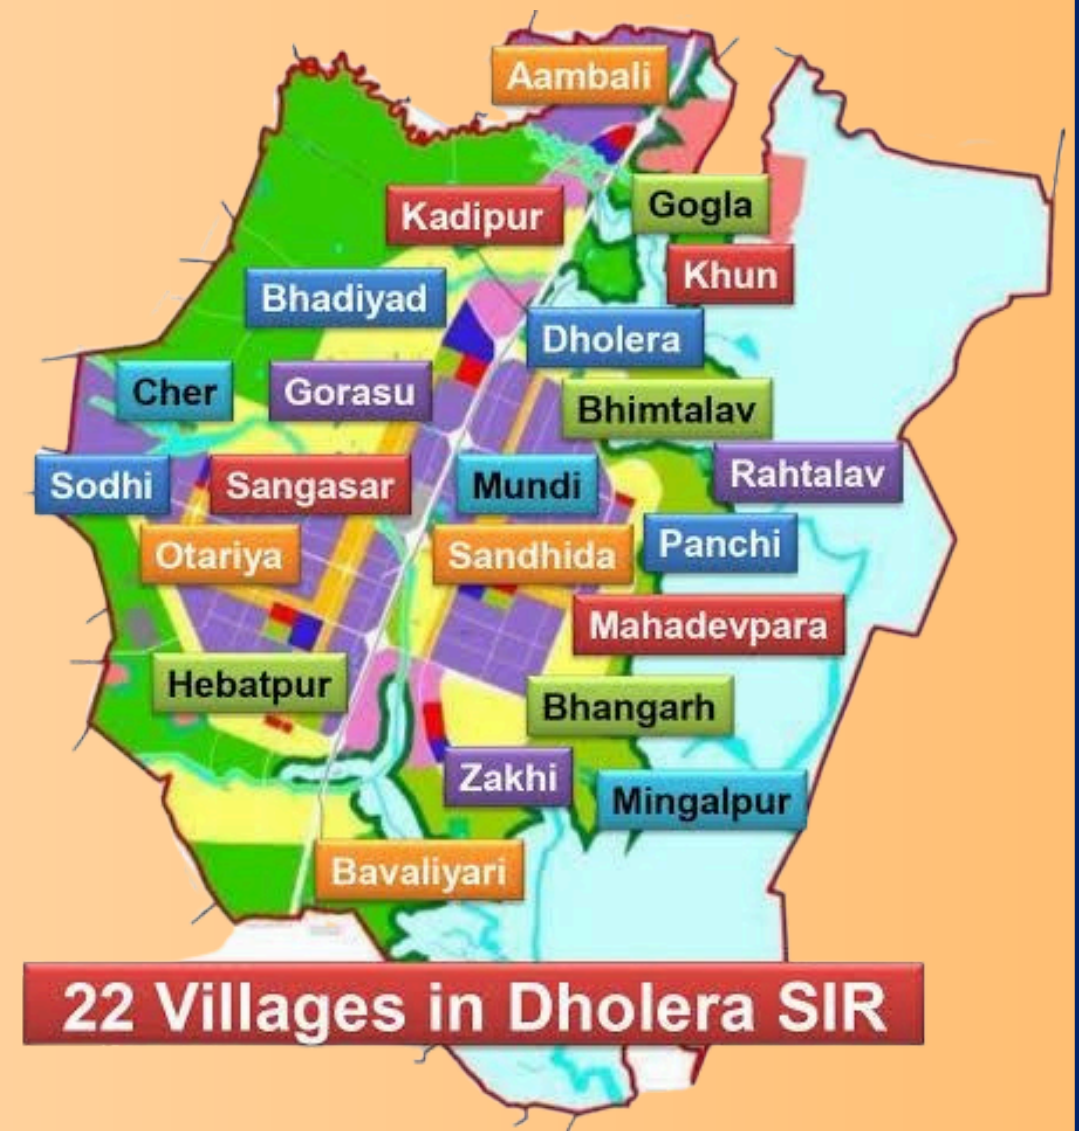 Aambali
Gogla
Kadipur
Khun
Bhadiyad
Dholera
Cher
Gorasu
Bhimtalav
Rahtalav
Sodhi
Sangasar
Mundi
Panchi
Otariya
Sandhida
Mahadevpara
Hebatpur
Bhangarh
Zakhi
Mingalpur
Bavaliyari
22 Villages in Dholera SIR